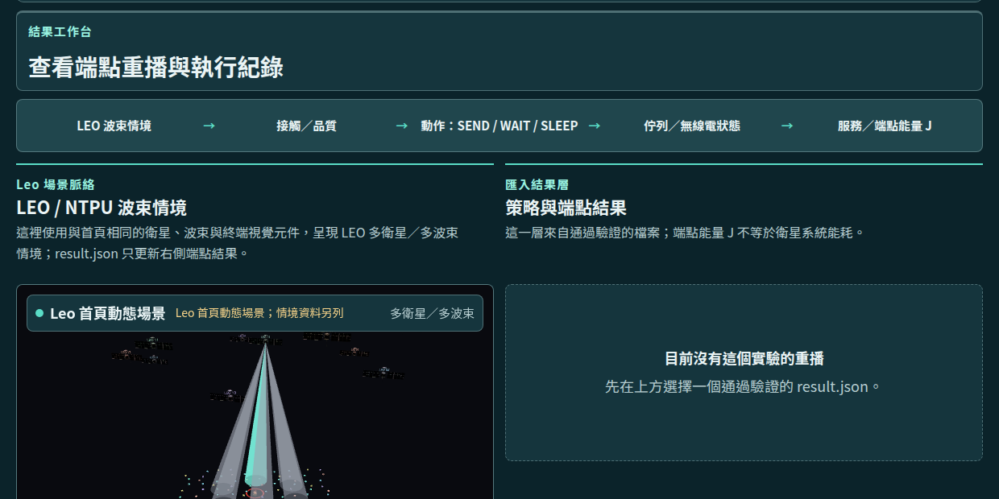 結果工作台
查看端點重播與執行紀錄
LEO 波束情境 → 接觸／品質 → 動作：SEND / WAIT / SLEEP → 佇列／無線電狀態 → 服務／端點能量 J
Leo 場景脈絡
LEO / NTPU 波束情境
這裡使用與首頁相同的衛星、波束與終端視覺元件，呈現 LEO 多衛星／多波束
情境；result.json 只更新右側端點結果。
匯入結果層
策略與端點結果
這一層來自通過驗證的檔案；端點能量 J 不等於衛星系統能耗。
Leo 首頁動態場景 Leo 首頁動態場景；情境資料另列 多衛星／多波束
目前沒有這個實驗的重播
先在上方選擇一個通過驗證的 result.json。